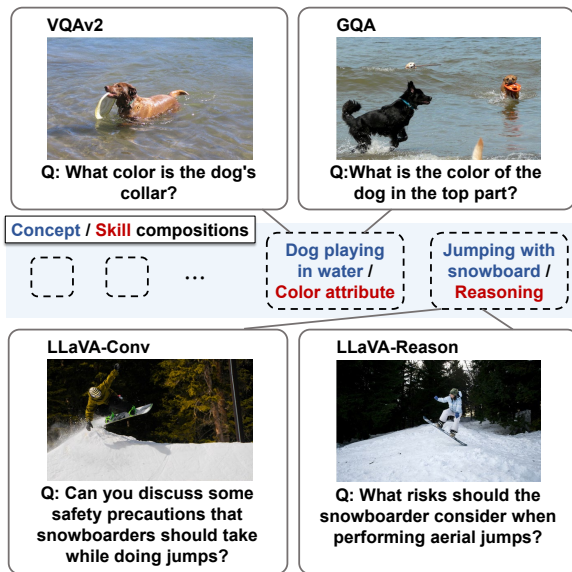 VQAv2
Q: What color is the dog's
collar?
GQA
Q:What is the color of the
dog in the top part?
Concept / Skill compositions
...
Dog playing
in water /
Color attribute
Jumping with
snowboard /
Reasoning
LLaVA-Conv
Q: Can you discuss some
safety precautions that
snowboarders should take
while doing jumps?
LLaVA-Reason
Q: What risks should the
snowboarder consider when
performing aerial jumps?